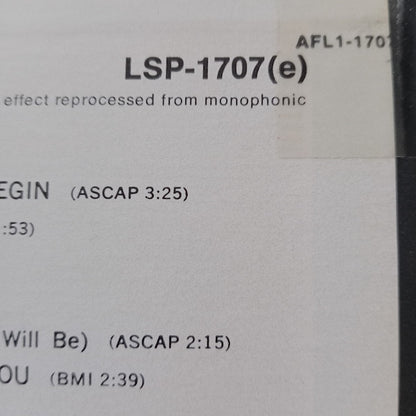 AFL1-1707
LSP-1707(e)
effect reprocessed from monophonic
EGIN (ASCAP 3:25)
:53)
Will Be) (ASCAP 2:15)
OU (BMI 2:39)